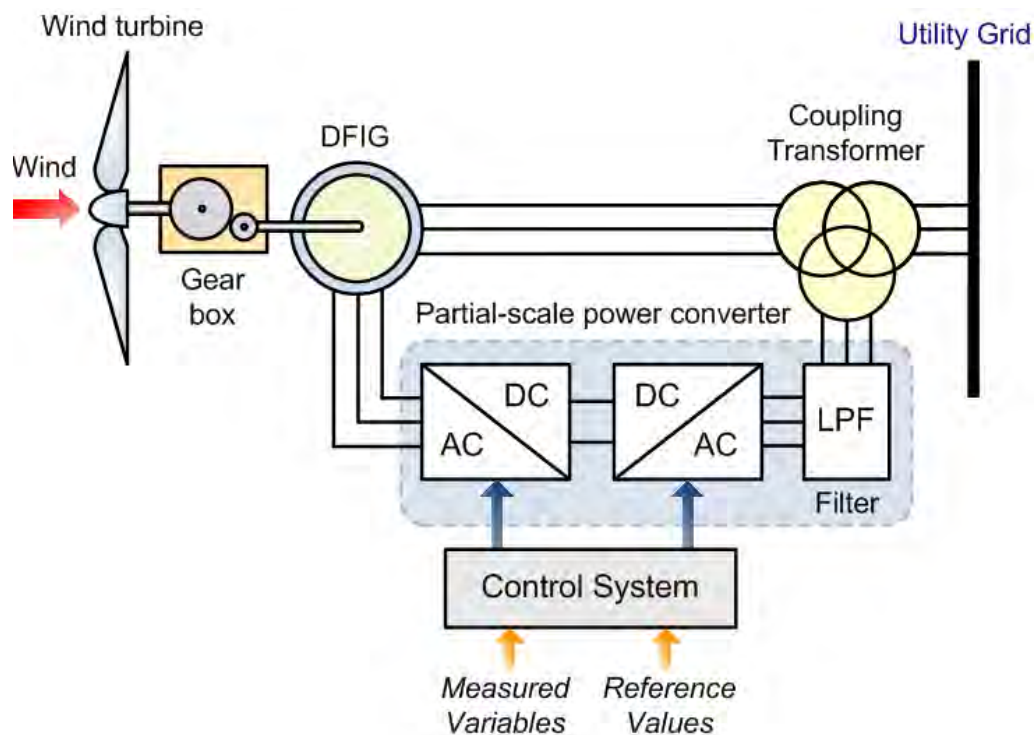 Wind turbine
Utility Grid
DFIG
Coupling
Transformer
Wind
Gear
box
Partial-scale power converter
DC
AC
DC
AC
LPF
Filter
Control System
Measured
Variables
Reference
Values